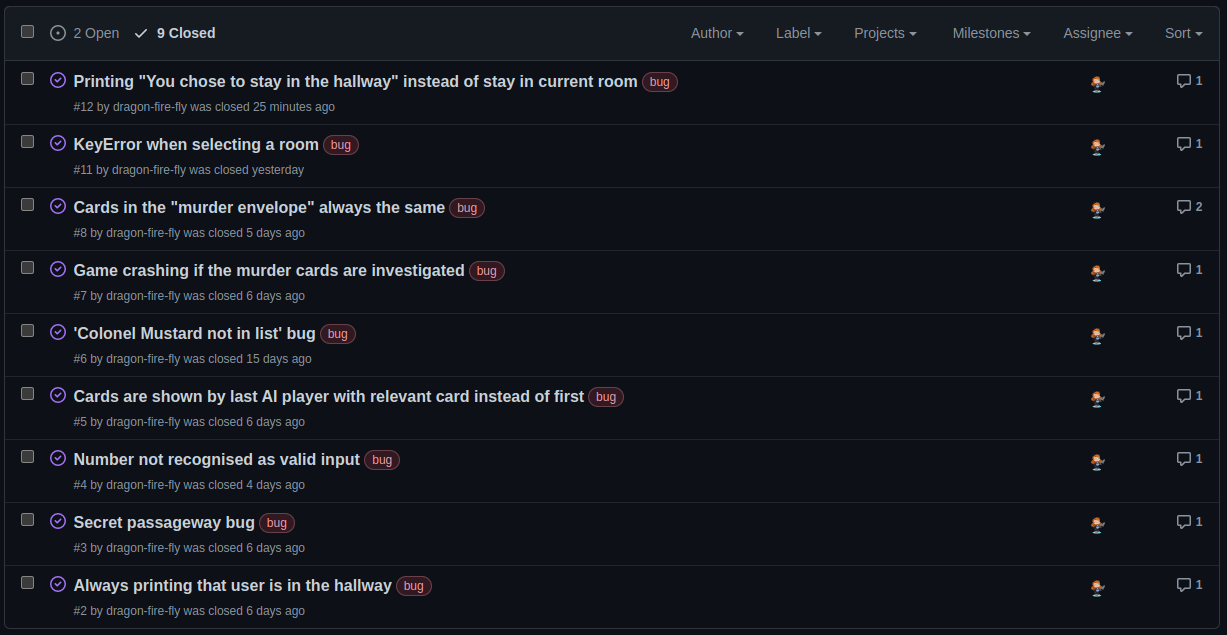 2 Open 9 Closed Author Label Projects Milestones Assignee Sort
Printing "You chose to stay in the hallway" instead of stay in current room bug 1
#12 by dragon-fire-fly was closed 25 minutes ago
KeyError when selecting a room bug 1
#11 by dragon-fire-fly was closed yesterday
Cards in the "murder envelope" always the same bug 2
#8 by dragon-fire-fly was closed 5 days ago
Game crashing if the murder cards are investigated bug 1
#7 by dragon-fire-fly was closed 6 days ago
'Colonel Mustard not in list' bug bug 1
#6 by dragon-fire-fly was closed 15 days ago
Cards are shown by last AI player with relevant card instead of first bug 1
#5 by dragon-fire-fly was closed 6 days ago
Number not recognised as valid input bug 1
#4 by dragon-fire-fly was closed 4 days ago
Secret passageway bug bug 1
#3 by dragon-fire-fly was closed 6 days ago
Always printing that user is in the hallway bug 1
#2 by dragon-fire-fly was closed 6 days ago